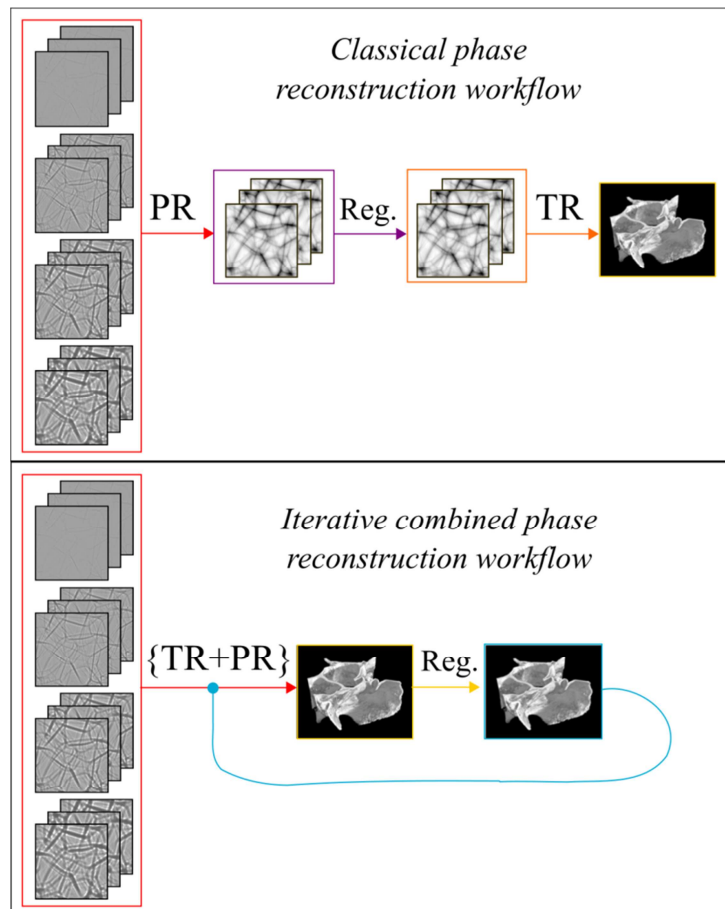 Classical phase
reconstruction workflow
PR
Reg.
TR
Iterative combined phase
reconstruction workflow
{TR+PR}
Reg.